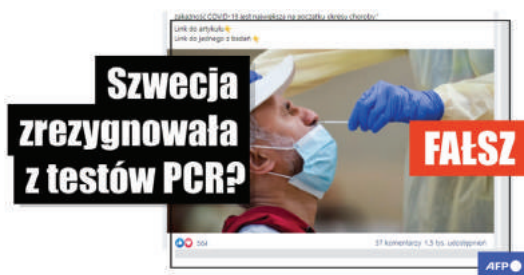 zakaźność COVID-19 jest największa na początku okresu choroby."
Link do artykułu
Link do jednego z badań
Szwecja
zrezygnowała
z testów PCR?
FAŁSZ
564
37 komentarzy 1,5 tys. udostępnień
AFP